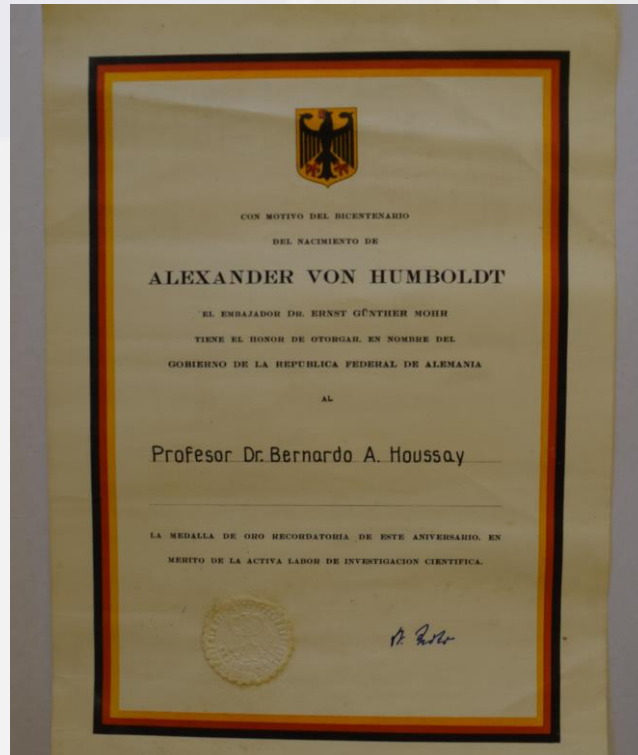 CON MOTIVO DEL BICENTENARIO
DEL NACIMIENTO DE
ALEXANDER VON HUMBOLDT
EL EMBAJADOR DR. ERNST GÜNTHER MOHR
TIENE EL HONOR DE OTORGAR, EN NOMBRE DEL
GOBIERNO DE LA REPUBLICA FEDERAL DE ALEMANIA
AL
Profesor Dr. Bernardo A. Houssay
LA MEDALLA DE ORO RECORDATORIA DE ESTE ANIVERSARIO, EN
MERITO DE LA ACTIVA LABOR DE INVESTIGACION CIENTIFICA.